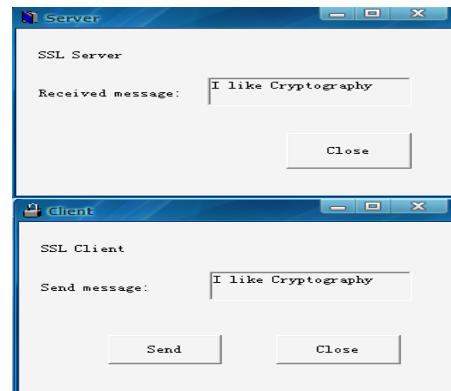 Server
SSL Server
Received message: I like Cryptography
Close
Client
SSL Client
Send message: I like Cryptography
Send Close